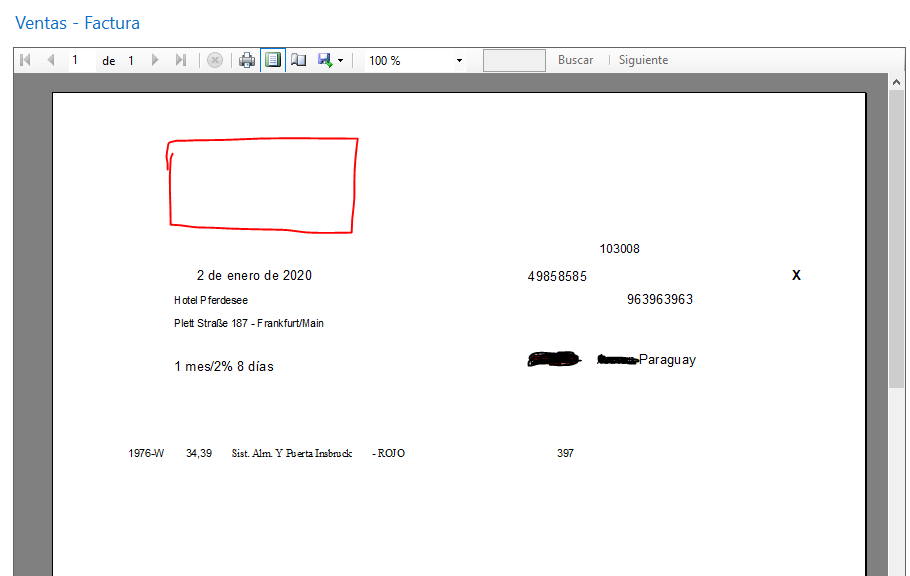 Ventas - Factura
1 de 1 100 % Buscar Siguiente
103008
2 de enero de 2020 49858585 X
Hotel Pferdesee 963963963
Plett Straße 187 - Frankfurt/Main
1 mes/2% 8 días Paraguay
1976-W 34,39 Sist. Alm. Y Puerta Insbruck - ROJO 397